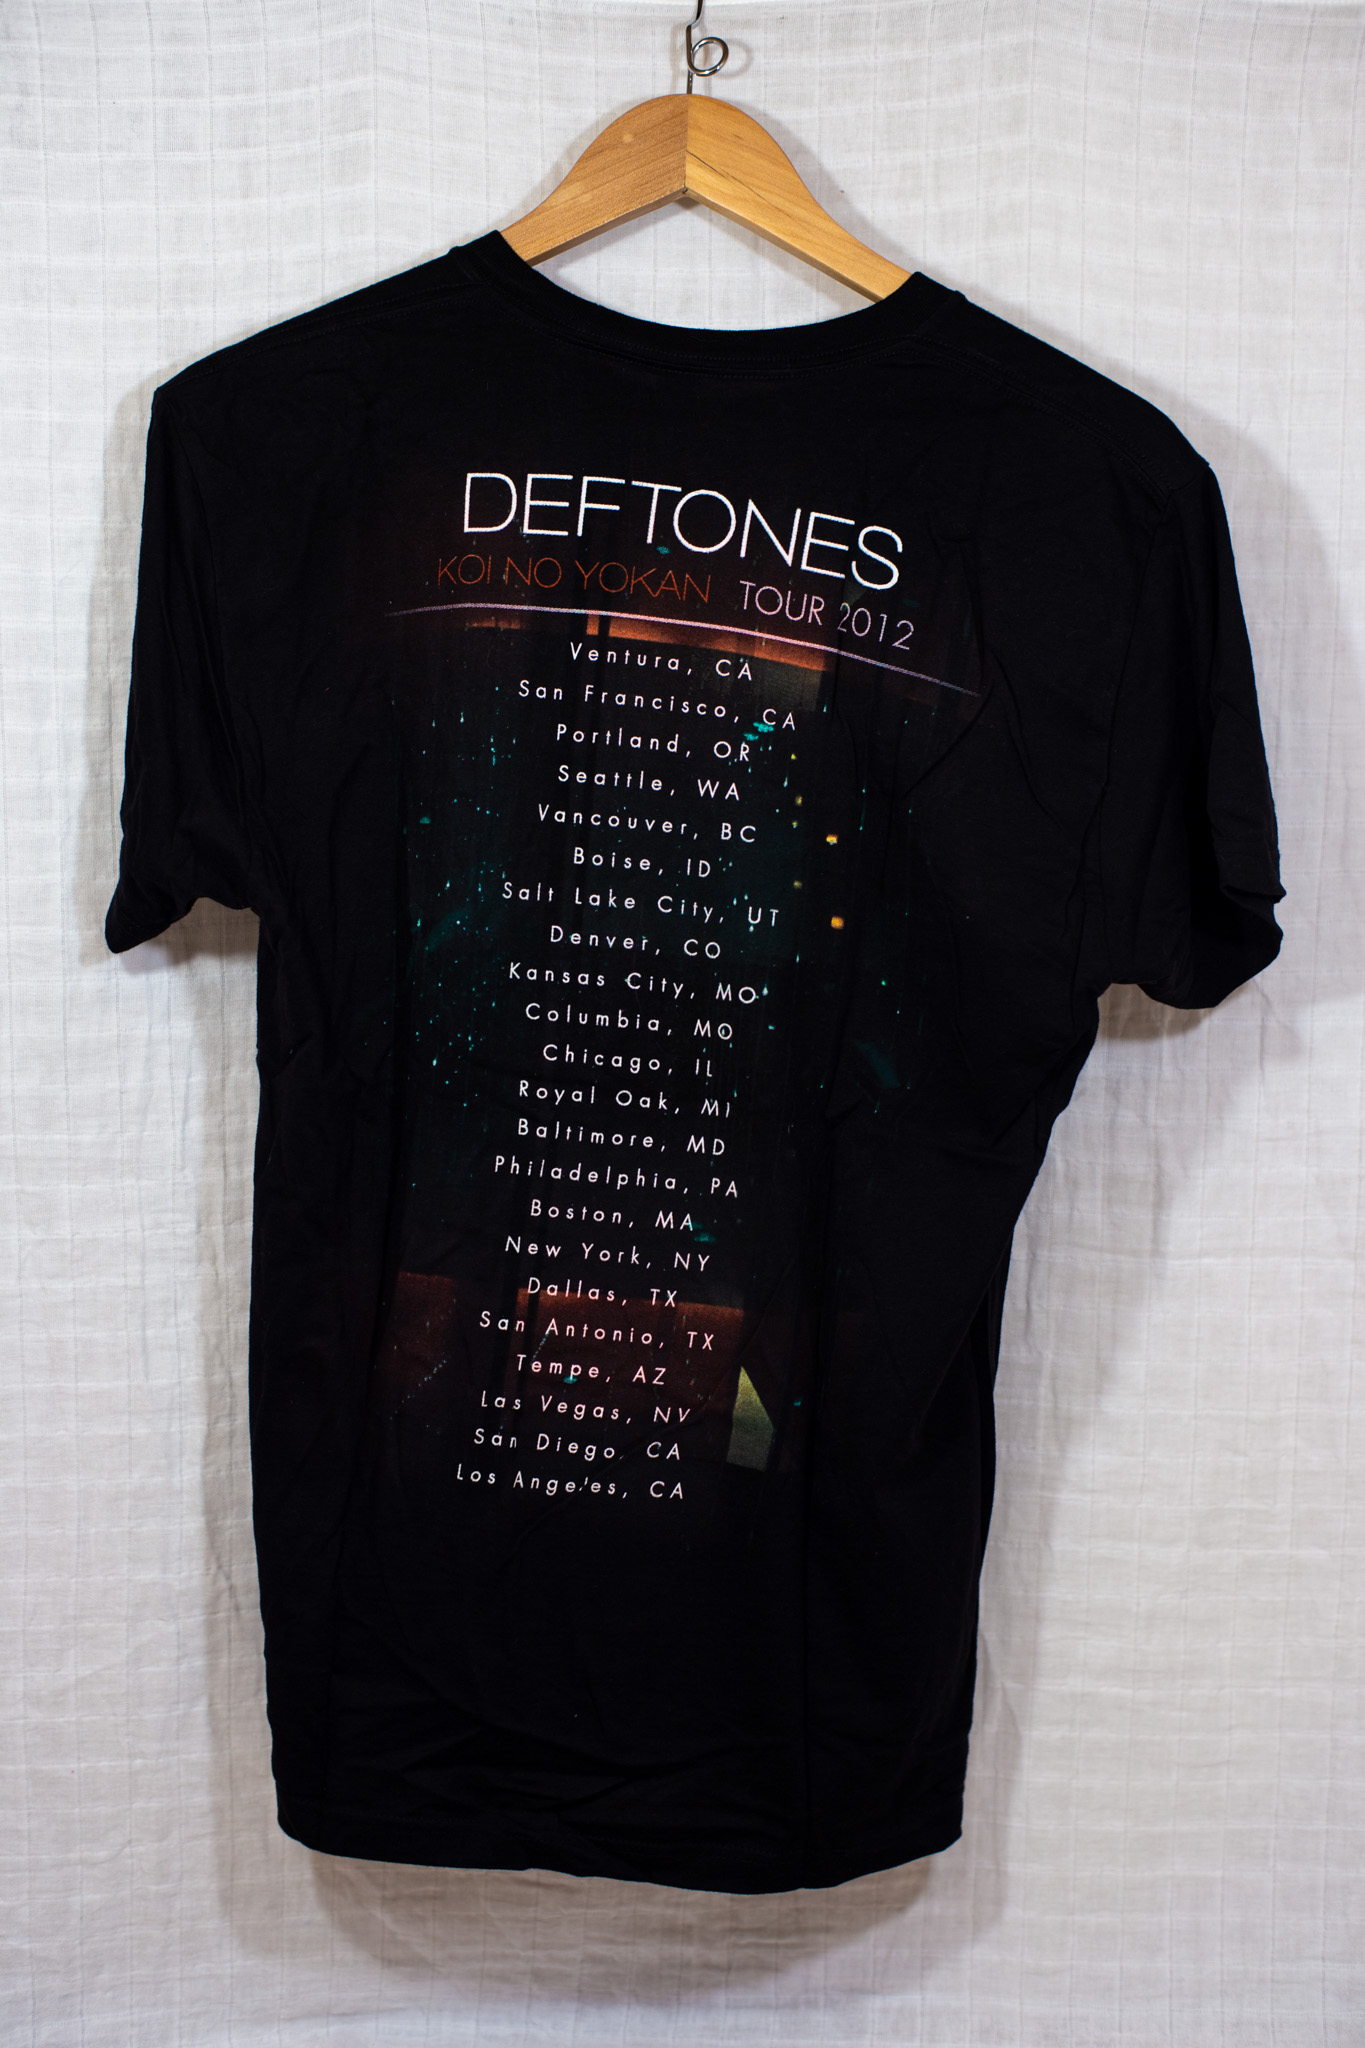 DEFTONES
KOI NO YOKAN TOUR 2012
Ventura, CA
San Francisco, CA
Portland, OR
Seattle, WA
Vancouver, BC
Boise, ID
Salt Lake City, UT
Denver, CO
Kansas City, MO
Columbia, MO
Chicago, IL
Royal Oak, MI
Baltimore, MD
Philadelphia, PA
Boston, MA
New York, NY
Dallas, TX
San Antonio, TX
Tempe, AZ
Las Vegas, NV
San Diego, CA
Los Angeles, CA